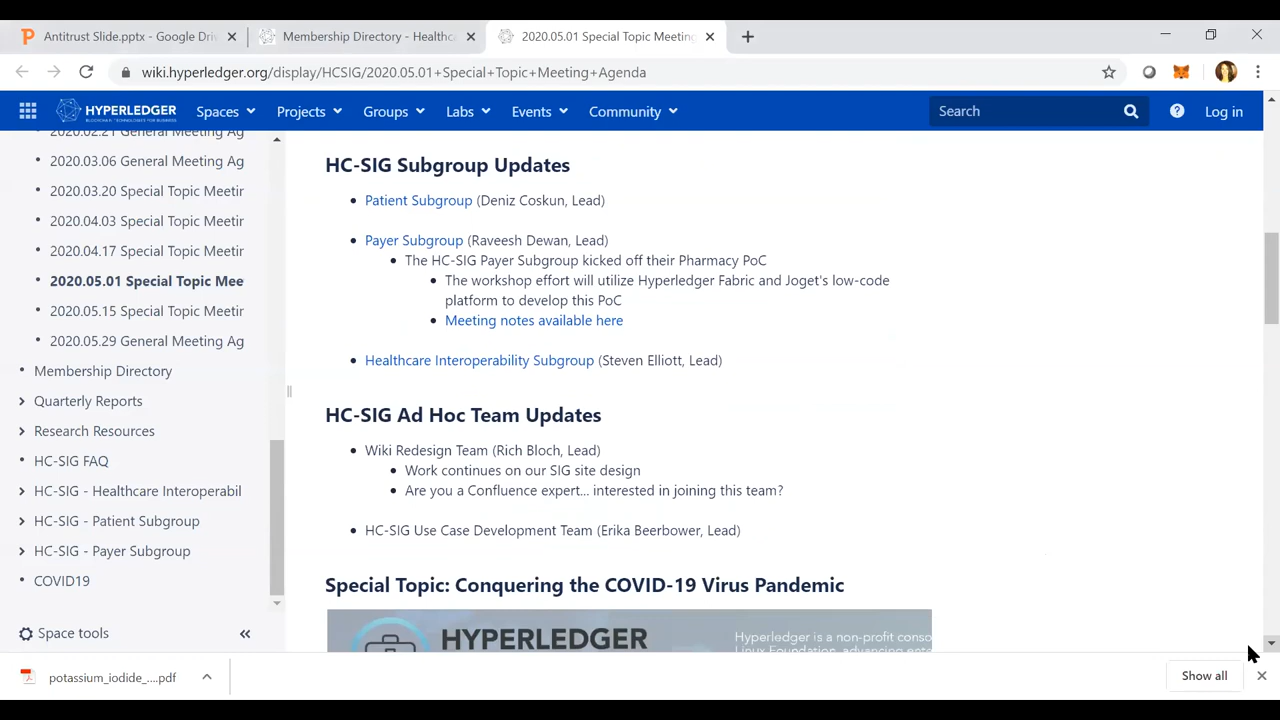 Antitrust Slide.pptx - Google Dri
Membership Directory - Healthc
2020.05.01 Special Topic Meeting
wiki.hyperledger.org/display/HCSIG/2020.05.01+Special+Topic+Meeting+Agenda
HYPERLEDGER
BLOCKCHAIN TECHNOLOGIES FOR BUSINESS
Spaces
Projects
Groups
Labs
Events
Community
Search
Log in
2020.02.21 General Meeting Ag
2020.03.06 General Meeting Ag
2020.03.20 Special Topic Meetir
2020.04.03 Special Topic Meetir
2020.04.17 Special Topic Meetir
2020.05.01 Special Topic Mee
2020.05.15 Special Topic Meetir
2020.05.29 General Meeting Ag
Membership Directory
Quarterly Reports
Research Resources
HC-SIG FAQ
HC-SIG - Healthcare Interoperabil
HC-SIG - Patient Subgroup
HC-SIG - Payer Subgroup
COVID19
Space tools
HC-SIG Subgroup Updates
Patient Subgroup (Deniz Coskun, Lead)
Payer Subgroup (Raveesh Dewan, Lead)
The HC-SIG Payer Subgroup kicked off their Pharmacy PoC
The workshop effort will utilize Hyperledger Fabric and Joget's low-code
platform to develop this PoC
Meeting notes available here
Healthcare Interoperability Subgroup (Steven Elliott, Lead)
HC-SIG Ad Hoc Team Updates
Wiki Redesign Team (Rich Bloch, Lead)
Work continues on our SIG site design
Are you a Confluence expert... interested in joining this team?
HC-SIG Use Case Development Team (Erika Beerbower, Lead)
Special Topic: Conquering the COVID-19 Virus Pandemic
HYPERLEDGER
Hyperledger is a non-profit conso
Linux Foundation, advancing ente
potassium_iodide_....pdf
Show all